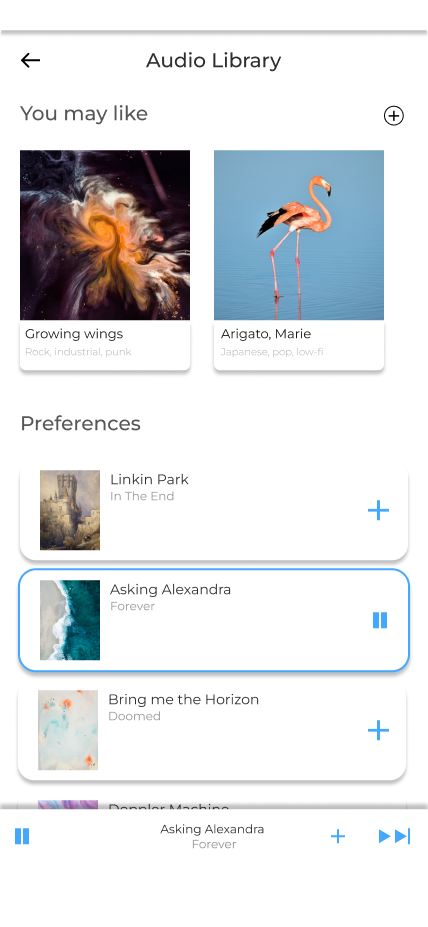 Audio Library
You may like
Growing wings
Rock, industrial, punk
Arigato, Marie
Japanese, pop, low-fi
Preferences
Linkin Park
In The End
Asking Alexandra
Forever
Bring me the Horizon
Doomed
Doppler Machine
Asking Alexandra
Forever